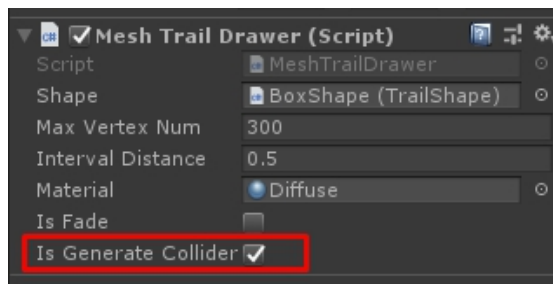 Mesh Trail Drawer (Script)
Script MeshTrailDrawer
Shape BoxShape (TrailShape)
Max Vertex Num 300
Interval Distance 0.5
Material Diffuse
Is Fade
Is Generate Collider